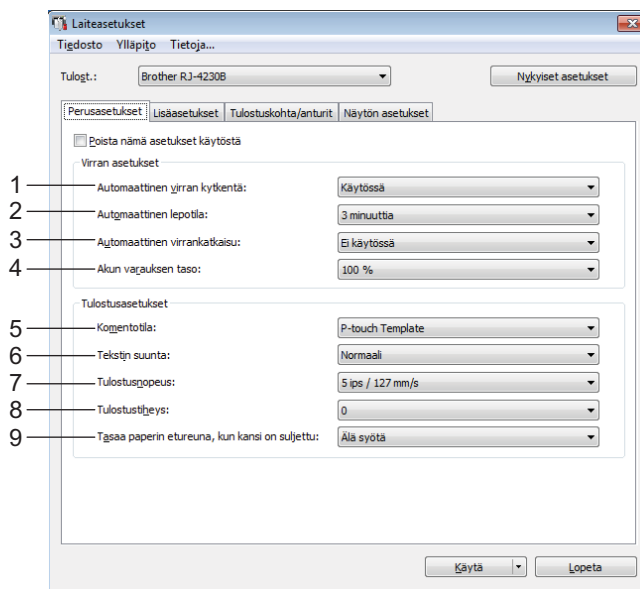 Laiteasetukset
Tiedosto Ylläpito Tietoja...
Tulost.: Brother RJ-4230B Nykyiset asetukset
Perusasetukset Lisäasetukset Tulostuskohta/anturit Näytön asetukset
Poista nämä asetukset käytöstä
Virran asetukset
1 Automaattinen virran kytkentä: Käytössä
2 Automaattinen lepotila: 3 minuuttia
3 Automaattinen virrankatkaisu: Ei käytössä
4 Akun varauksen taso: 100 %
Tulostusasetukset
5 Komentotila: P-touch Template
6 Tekstin suunta: Normaali
7 Tulostusnopeus: 5 ips / 127 mm/s
8 Tulostustiheys: 0
9 Tasaa paperin etureuna, kun kansi on suljettu: Älä syötä
Käytä Lopeta